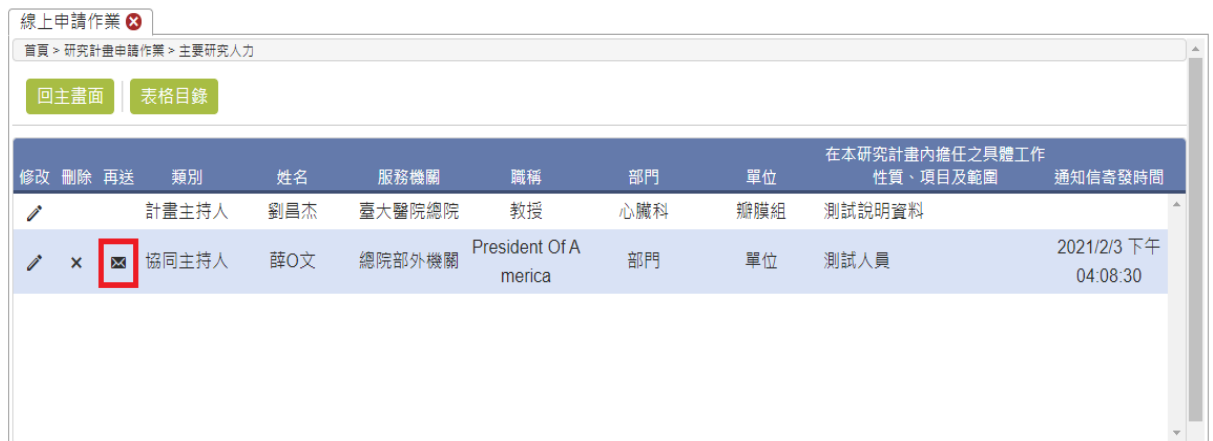 線上申請作業
首頁 > 研究計畫申請作業 > 主要研究人力
回主畫面 表格目錄
在本研究計畫內擔任之具體工作
修改 刪除 再送 類別 姓名 服務機關 職稱 部門 單位 性質、項目及範圍 通知信寄發時間
計畫主持人 劉昌杰 臺大醫院總院 教授 心臟科 瓣膜組 測試說明資料
President Of A 2021/2/3 下午
協同主持人 薛O文 總院部外機關 部門 單位 測試人員
merica 04:08:30